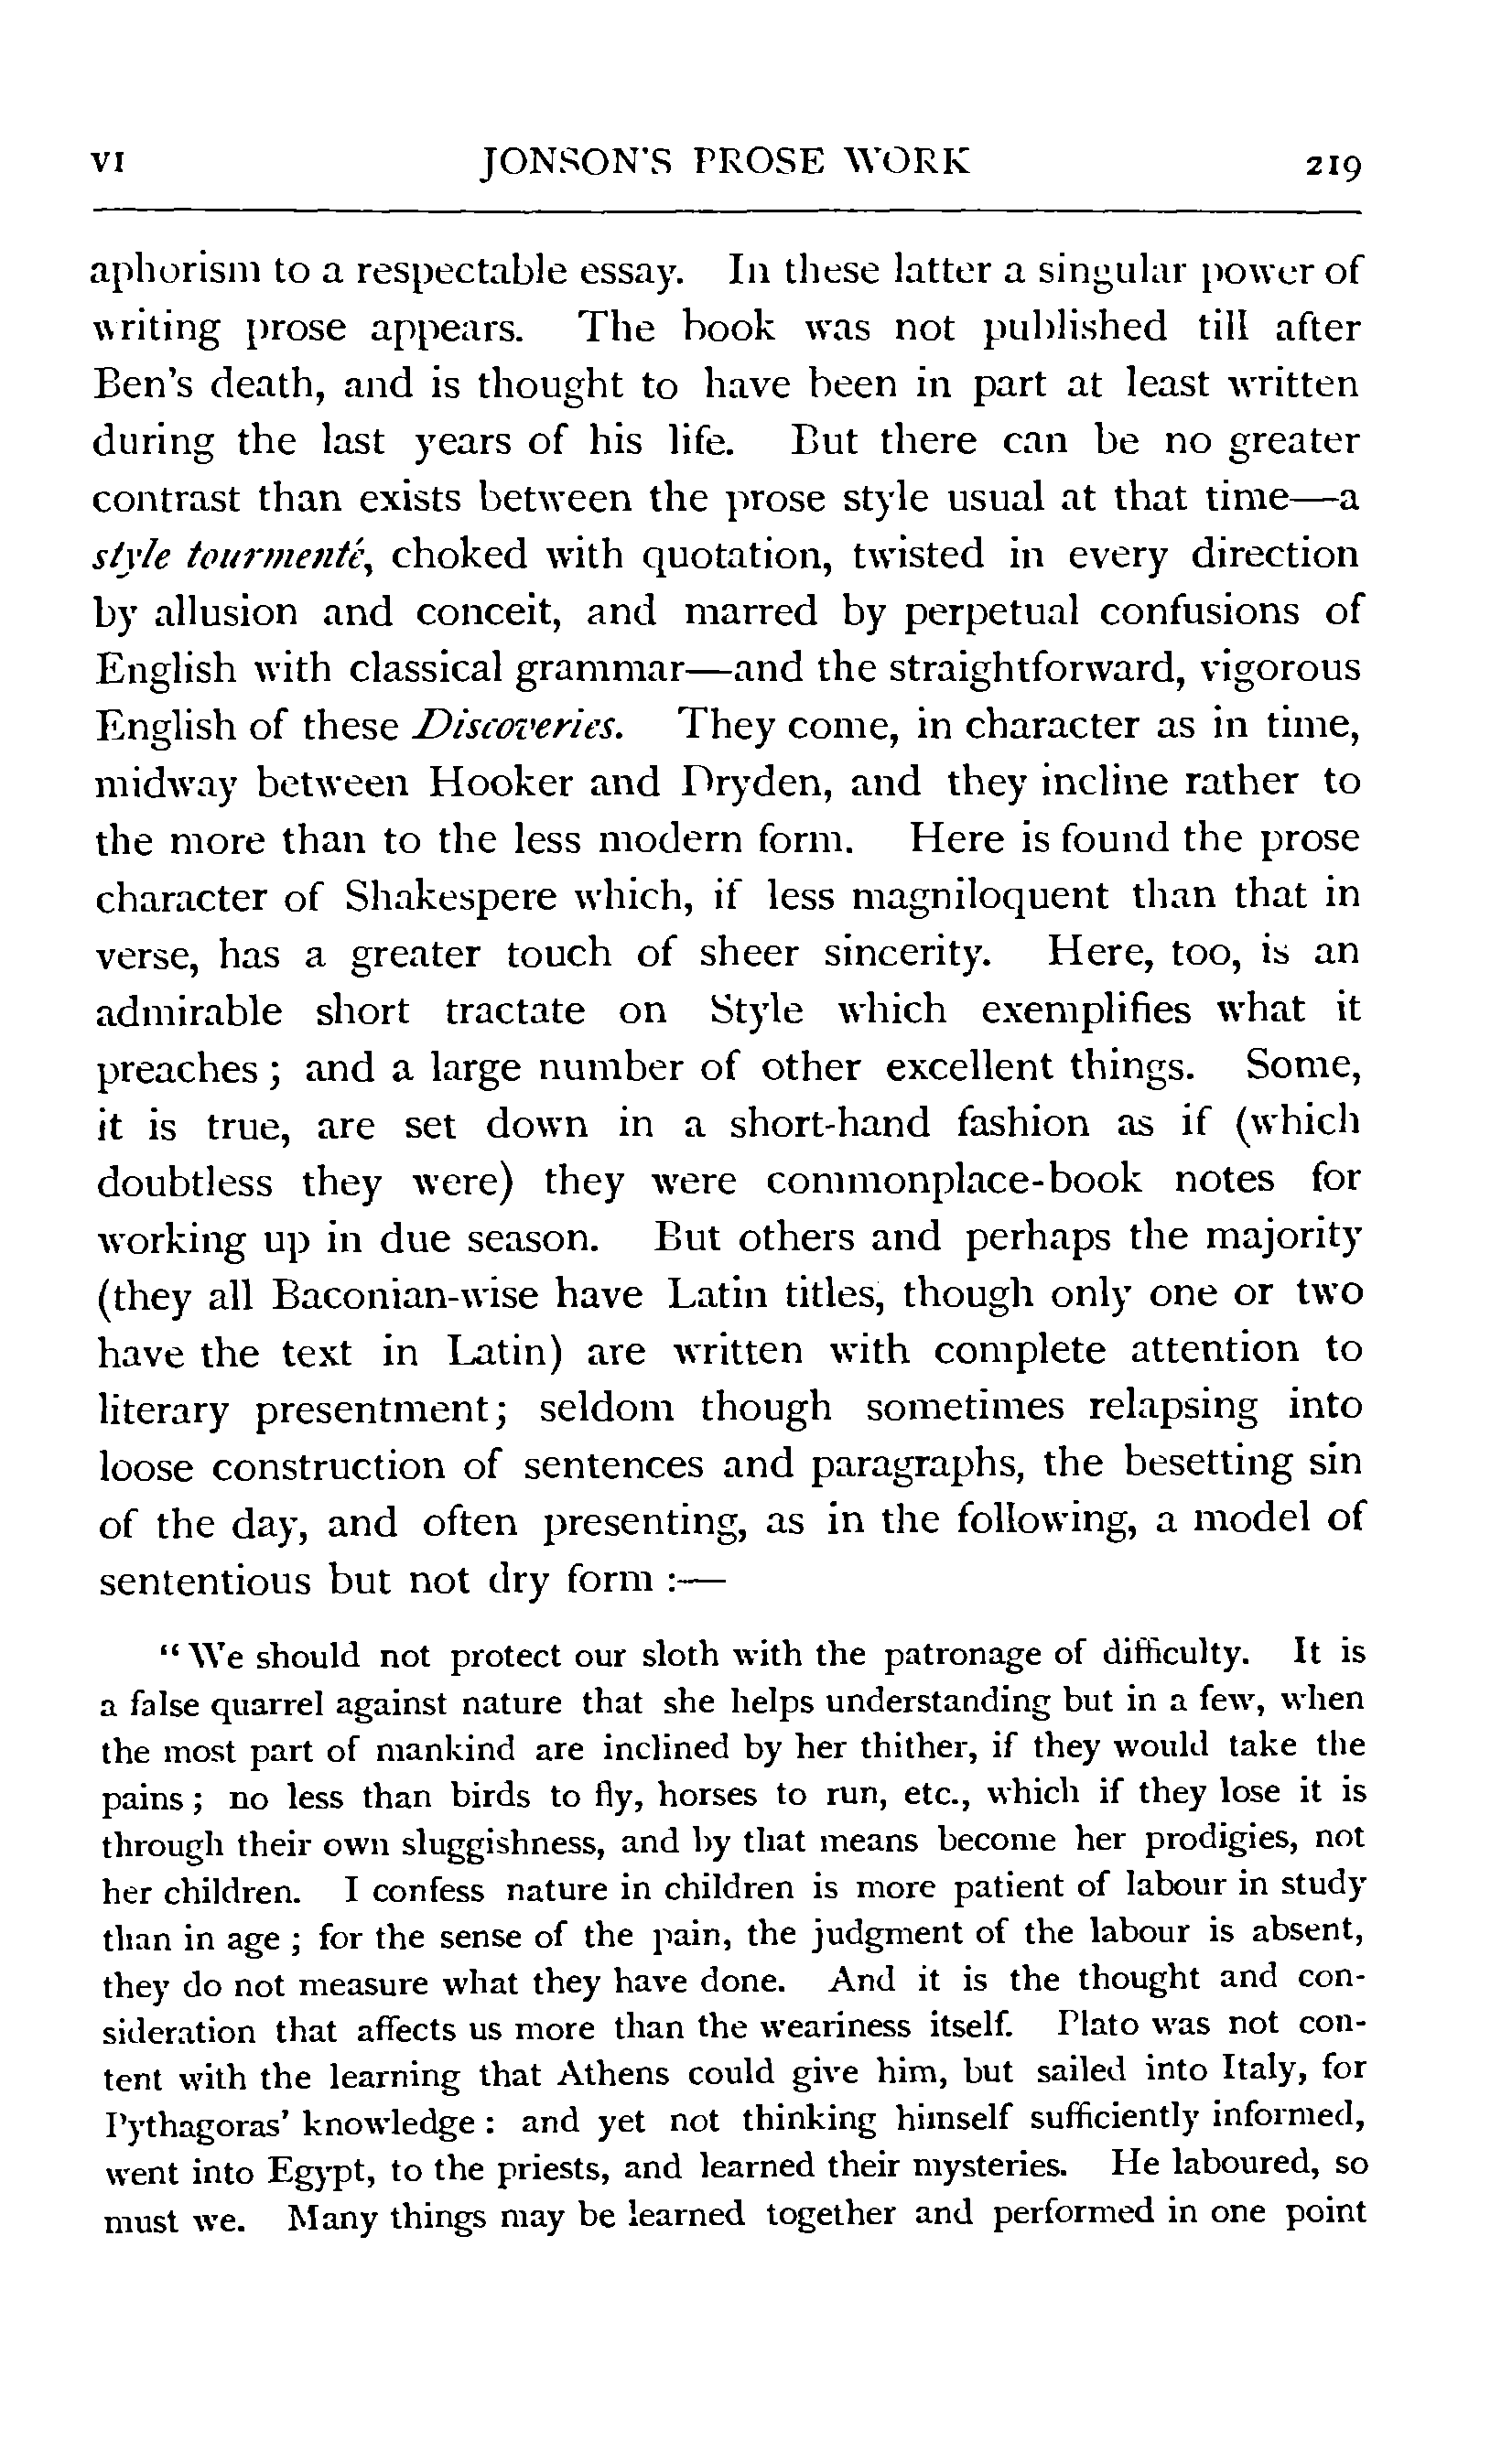 VI JONSON'S PROSE WORK 219
aphorism to a respectable essay. In these latter a singular power of
writing prose appears. The book was not published till after
Ben's death, and is thought to have been in part at least written
during the last years of his life. But there can be no greater
contrast than exists between the prose style usual at that time—a
style tourmenté, choked with quotation, twisted in every direction
by allusion and conceit, and marred by perpetual confusions of
English with classical grammar—and the straightforward, vigorous
English of these Discoveries. They come, in character as in time,
midway between Hooker and Dryden, and they incline rather to
the more than to the less modern form. Here is found the prose
character of Shakespere which, if less magniloquent than that in
verse, has a greater touch of sheer sincerity. Here, too, is an
admirable short tractate on Style which exemplifies what it
preaches; and a large number of other excellent things. Some,
it is true, are set down in a short-hand fashion as if (which
doubtless they were) they were commonplace-book notes for
working up in due season. But others and perhaps the majority
(they all Baconian-wise have Latin titles, though only one or two
have the text in Latin) are written with complete attention to
literary presentment; seldom though sometimes relapsing into
loose construction of sentences and paragraphs, the besetting sin
of the day, and often presenting, as in the following, a model of
sententious but not dry form :—
"We should not protect our sloth with the patronage of difficulty. It is
a false quarrel against nature that she helps understanding but in a few, when
the most part of mankind are inclined by her thither, if they would take the
pains; no less than birds to fly, horses to run, etc., which if they lose it is
through their own sluggishness, and by that means become her prodigies, not
her children. I confess nature in children is more patient of labour in study
than in age; for the sense of the pain, the judgment of the labour is absent,
they do not measure what they have done. And it is the thought and con-
sideration that affects us more than the weariness itself. Plato was not con-
tent with the learning that Athens could give him, but sailed into Italy, for
Pythagoras' knowledge: and yet not thinking himself sufficiently informed,
went into Egypt, to the priests, and learned their mysteries. He laboured, so
must we. Many things may be learned together and performed in one point